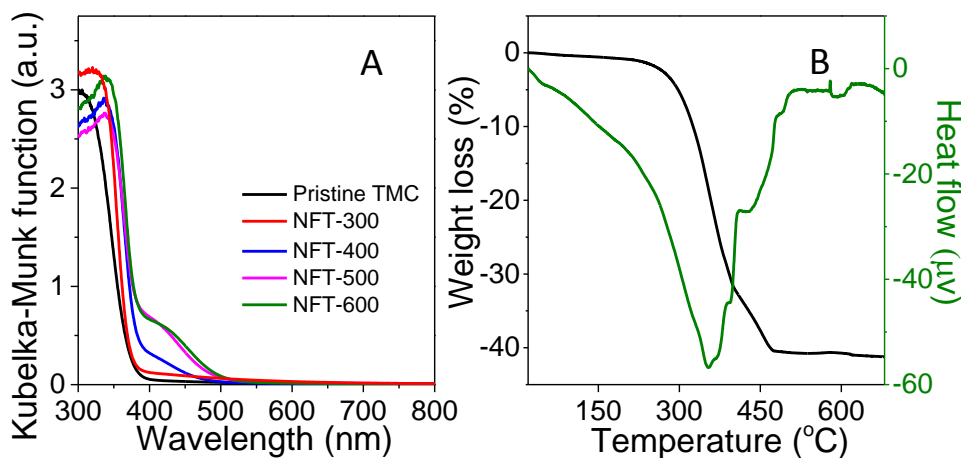 A
Kubelka-Munk function (a.u.)
3
2
1
0
Pristine TMC
NFT-300
NFT-400
NFT-500
NFT-600
300 400 500 600 700 800
Wavelength (nm)
B
Weight loss (%)
0
-10
-20
-30
-40
150 300 450 600
Temperature (°C)
0
-20
-40
-60
Heat flow (μv)